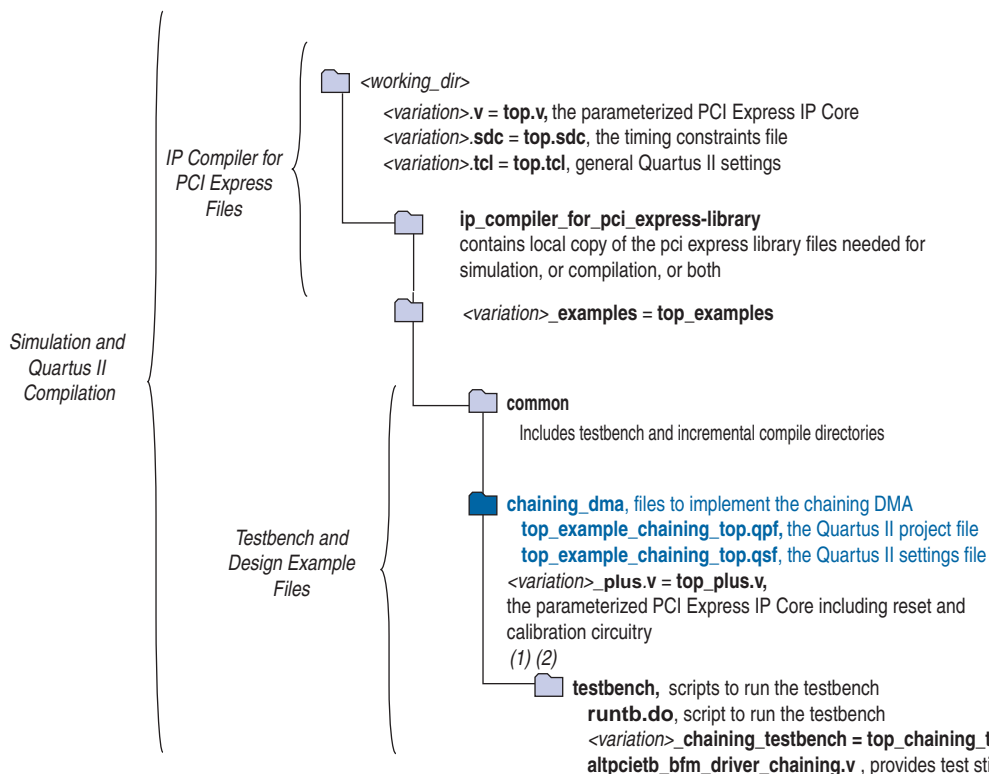 <working_dir>
<variation>.v = top.v, the parameterized PCI Express IP Core
<variation>.sdc = top.sdc, the timing constraints file
<variation>.tcl = top.tcl, general Quartus II settings
IP Compiler for
PCI Express
Files
ip_compiler_for_pci_express-library
contains local copy of the pci express library files needed for
simulation, or compilation, or both
<variation>_examples = top_examples
Simulation and
Quartus II
Compilation
common
Includes testbench and incremental compile directories
chaining_dma, files to implement the chaining DMA
top_example_chaining_top.qpf, the Quartus II project file
top_example_chaining_top.qsf, the Quartus II settings file
<variation>_plus.v = top_plus.v,
the parameterized PCI Express IP Core including reset and
calibration circuitry
(1) (2)
Testbench and
Design Example
Files
testbench, scripts to run the testbench
runtb.do, script to run the testbench
<variation>_chaining_testbench =
altpcietb_bfm_driver_chaining.v , provides test